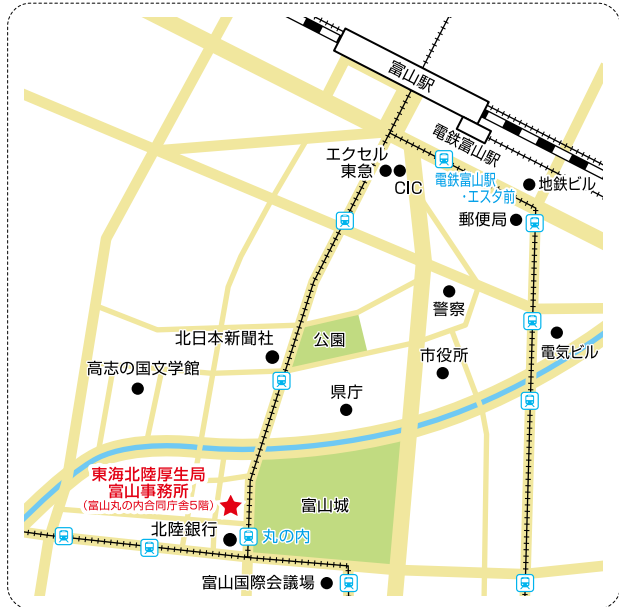 富山駅
電鉄富山駅
エクセル
東急
CIC
電鉄富山駅
・エスタ前
地鉄ビル
郵便局
警察
北日本新聞社
公園
市役所
電気ビル
高志の国文学館
県庁
東海北陸厚生局
富山事務所
(富山丸の内合同庁舎5階)
富山城
北陸銀行
丸の内
富山国際会議場